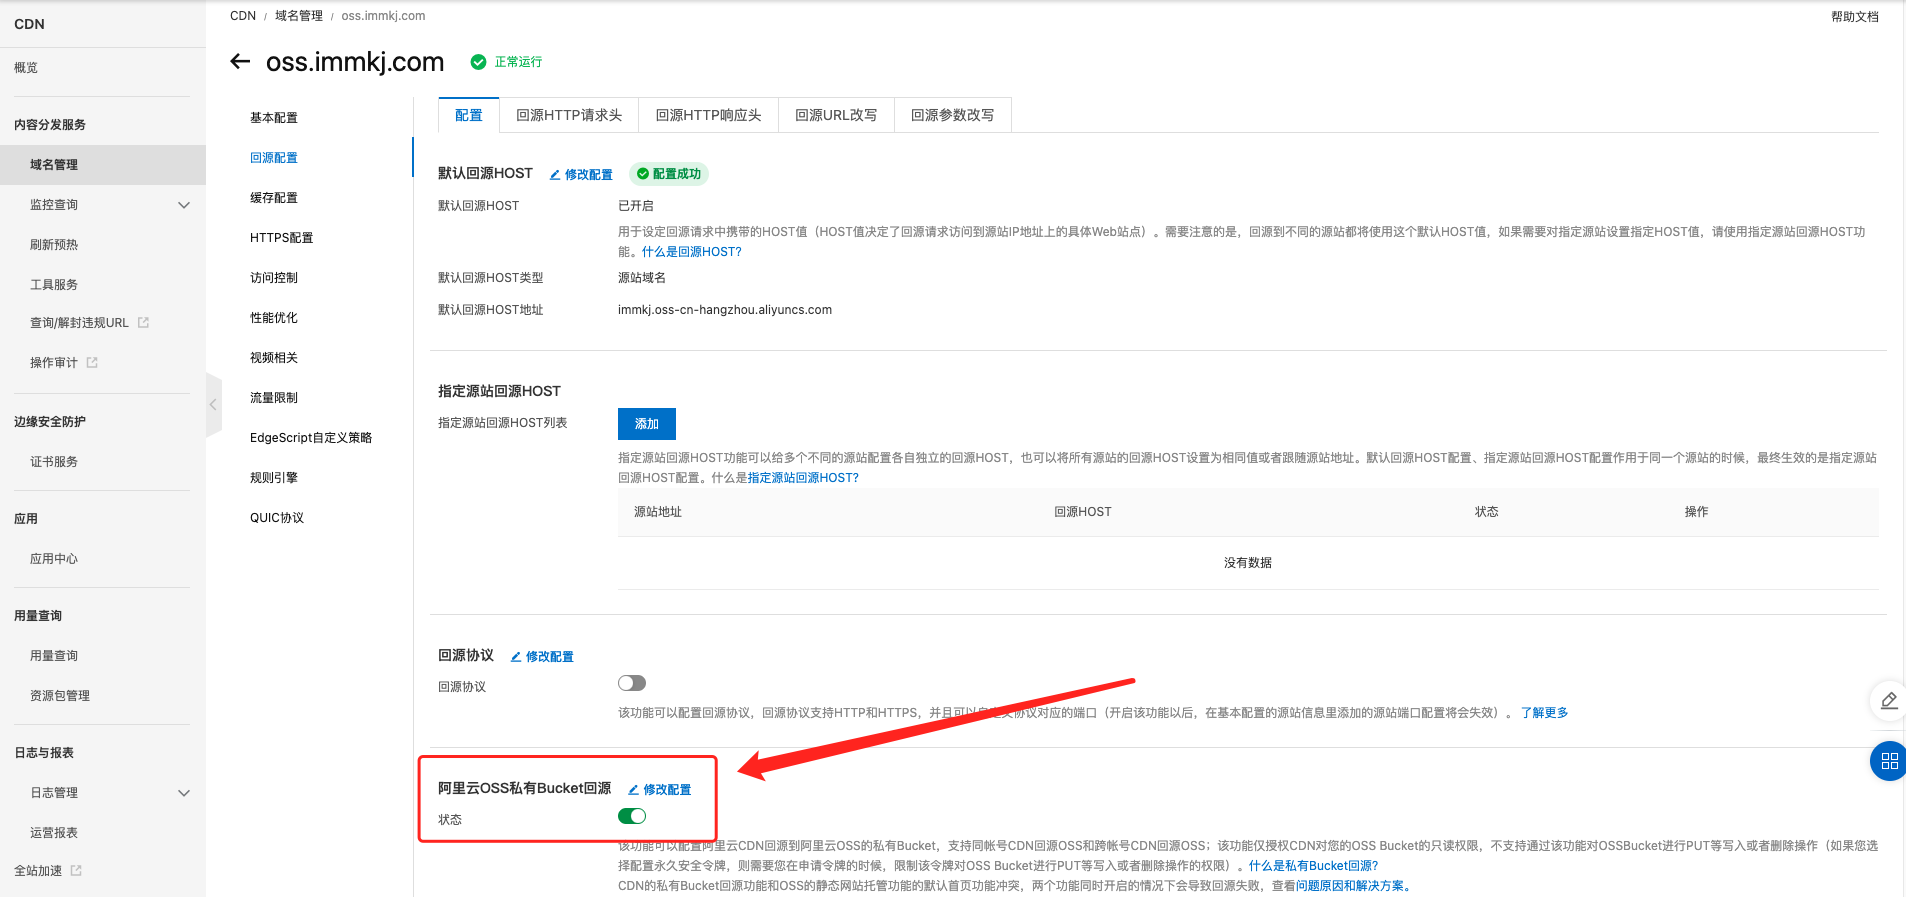 CDN
概览
内容分发服务
域名管理
监控查询
刷新预热
工具服务
查询/解封违规URL
操作审计
边缘安全防护
证书服务
应用
应用中心
用量查询
用量查询
资源包管理
日志与报表
日志管理
运营报表
全站加速
CDN / 域名管理 / oss.immkj.com
帮助文档
oss.immkj.com 正常运行
基本配置
回源配置
缓存配置
HTTPS配置
访问控制
性能优化
视频相关
流量限制
EdgeScript自定义策略
规则引擎
QUIC协议
配置 回源HTTP请求头 回源HTTP响应头 回源URL改写 回源参数改写
默认回源HOST 修改配置 配置成功
默认回源HOST 已开启
用于设定回源请求中携带的HOST值（HOST值决定了回源请求访问到源站IP地址上的具体Web站点）。需要注意的是，回源到不同的源站都将使用这个默认HOST值，如果需要对指定源站设置指定HOST值，请使用指定源站回源HOST功
能。什么是回源HOST?
默认回源HOST类型 源站域名
默认回源HOST地址 immkj.oss-cn-hangzhou.aliyuncs.com
指定源站回源HOST
指定源站回源HOST列表 添加
指定源站回源HOST功能可以给多个不同的源站配置各自独立的回源HOST，也可以将所有源站的回源HOST设置为相同值或者跟随源站地址。默认回源HOST配置、指定源站回源HOST配置作用于同一个源站的时候，最终生效的是指定源站
回源HOST配置。什么是指定源站回源HOST?
源站地址 回源HOST 状态 操作
没有数据
回源协议 修改配置
回源协议
该功能可以配置回源协议，回源协议支持HTTP和HTTPS，并且可以自定义协议对应的端口（开启该功能以后，在基本配置的源站信息里添加的源站端口配置将会失效）。 了解更多
阿里云OSS私有Bucket回源 修改配置
状态
该功能可以配置阿里云CDN回源到阿里云OSS的私有Bucket，支持同帐号CDN回源OSS和跨帐号CDN回源OSS；该功能仅授权CDN对您的OSS Bucket的只读权限，不支持通过该功能对OSSBucket进行PUT等写入或者删除操作（如果您选
择配置永久安全令牌，则需要您在申请令牌的时候，限制该令牌对OSS Bucket进行PUT等写入或者删除操作的权限）。什么是私有Bucket回源?
CDN的私有Bucket回源功能和OSS的静态网站托管功能的默认首页功能冲突，两个功能同时开启的情况下会导致回源失败，查看问题原因和解决方案。